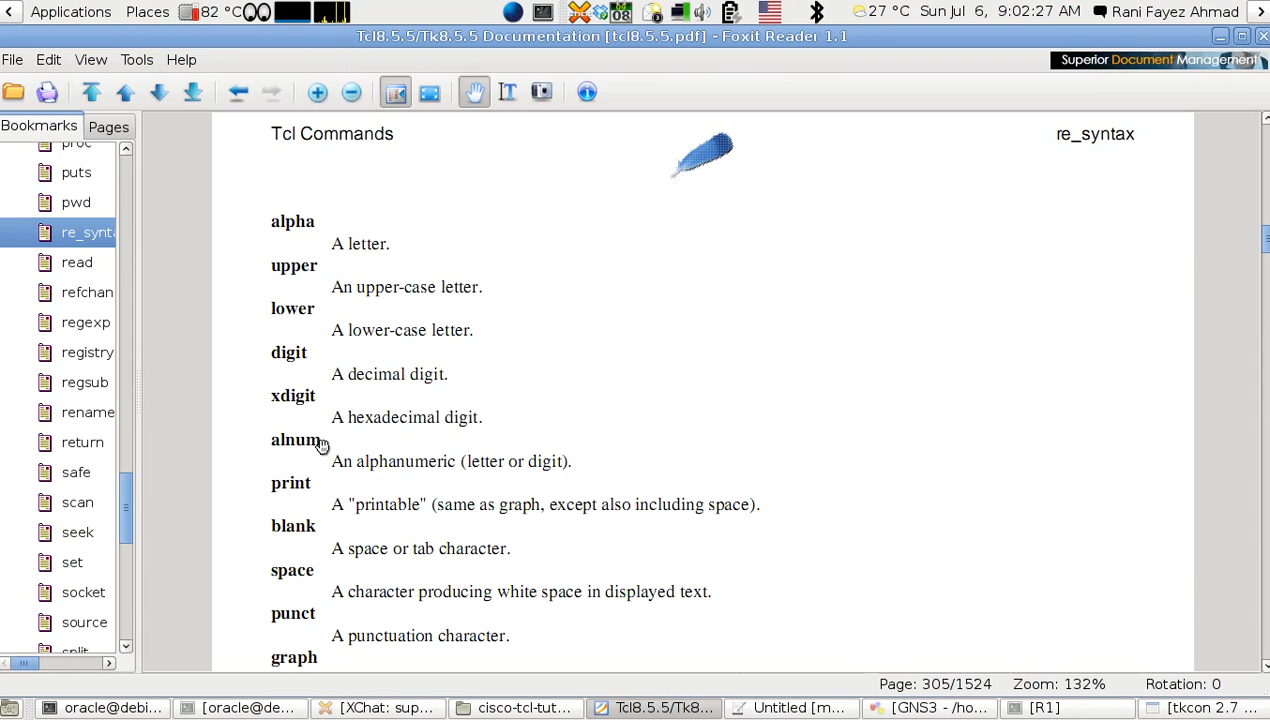 Applications Places 82 °C 08 27 °C Sun Jul 6, 9:02:27 AM Rani Fayez Ahmad
Tcl8.5.5/Tk8.5.5 Documentation [tcl8.5.5.pdf] - Foxit Reader 1.1
File Edit View Tools Help
Superior Document Management
Bookmarks Pages
proc
puts
pwd
re_synta
read
refchan
regexp
registry
regsub
rename
return
safe
scan
seek
set
socket
source
split
Tcl Commands re_syntax
alpha
A letter.
upper
An upper-case letter.
lower
A lower-case letter.
digit
A decimal digit.
xdigit
A hexadecimal digit.
alnum
An alphanumeric (letter or digit).
print
A "printable" (same as graph, except also including space).
blank
A space or tab character.
space
A character producing white space in displayed text.
punct
A punctuation character.
graph
Page: 305/1524 Zoom: 132% Rotation: 0
oracle@debi... [oracle@de... [XChat: sup... cisco-tcl-tut... Tcl8.5.5/Tk8... Untitled [m... [GNS3 - /ho... [R1] [tkcon 2.7 ...